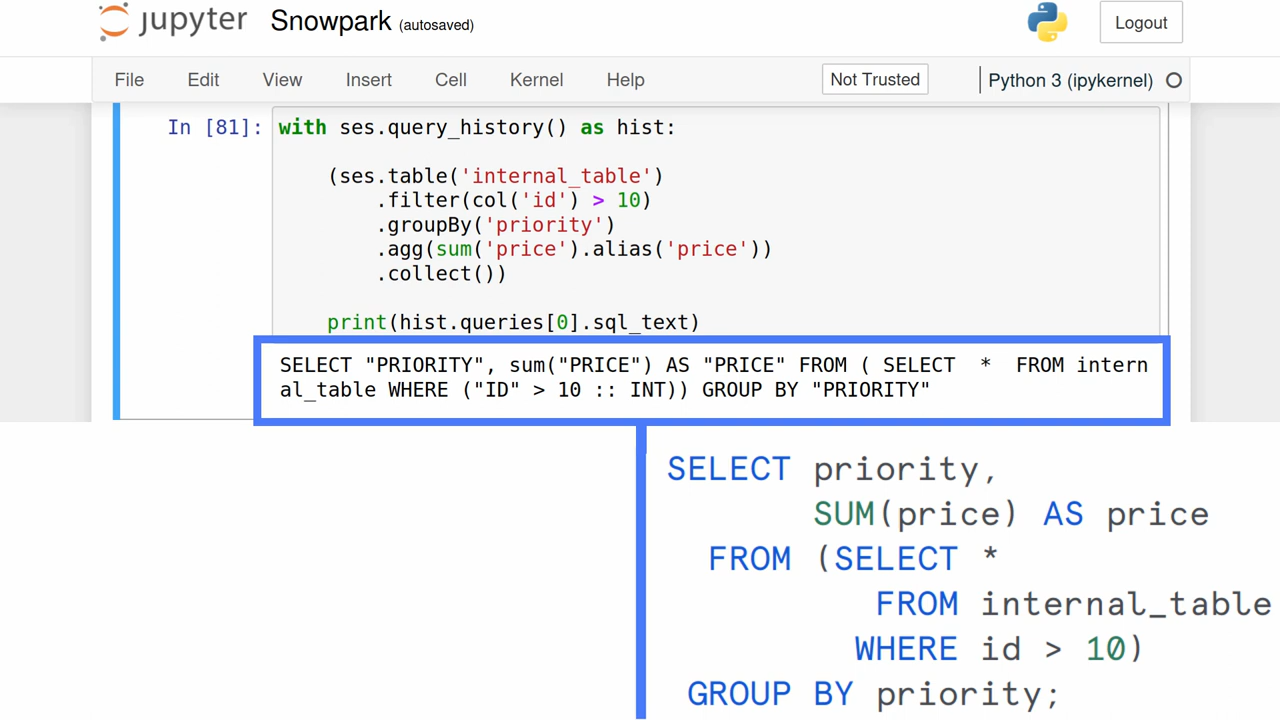 jupyter Snowpark (autosaved) Logout
File Edit View Insert Cell Kernel Help Not Trusted Python 3 (ipykernel)
In [81]: with ses.query_history() as hist:
(ses.table('internal_table')
.filter(col('id') > 10)
.groupBy('priority')
.agg(sum('price').alias('price'))
.collect())
print(hist.queries[0].sql_text)
SELECT "PRIORITY", sum("PRICE") AS "PRICE" FROM ( SELECT  *  FROM intern
al_table WHERE ("ID" > 10 :: INT)) GROUP BY "PRIORITY"
SELECT priority,
SUM(price) AS price
FROM (SELECT *
FROM internal_table
WHERE id > 10)
GROUP BY priority;